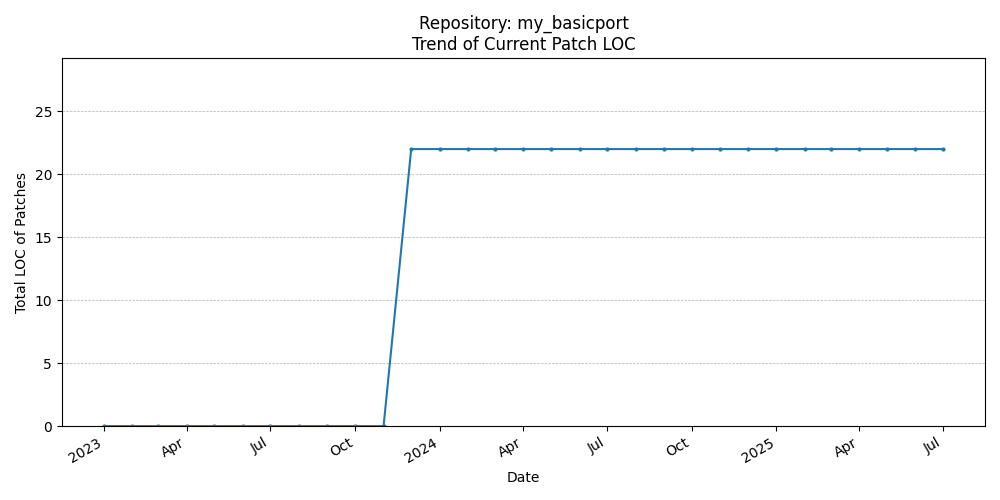 Repository: my_basicport
Trend of Current Patch LOC
25
20
15
10
5
0
Total LOC of Patches
2023
Apr
Jul
Oct
2024
Apr
Jul
Oct
2025
Apr
Jul
Date